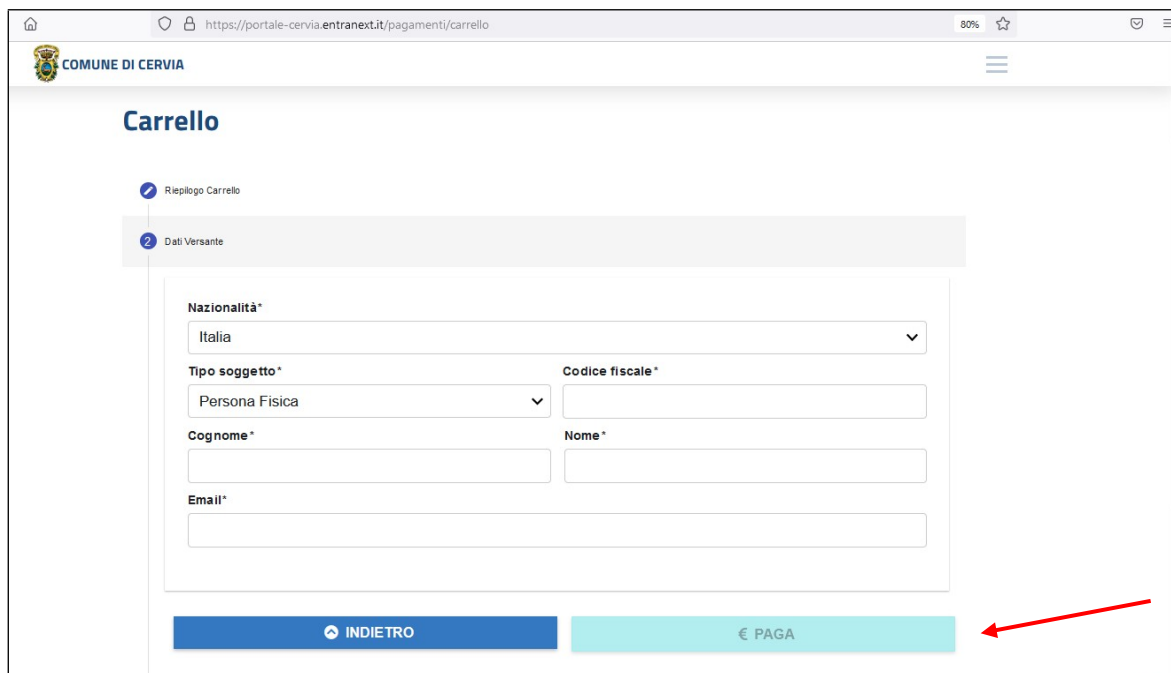 https://portale-cervia.entranext.it/pagamenti/carrello
80%
COMUNE DI CERVIA
Carrello
Riepilogo Carrello
2 Dati Versante
Nazionalità*
Italia
Tipo soggetto* Codice fiscale*
Persona Fisica
Cognome* Nome*
Email*
INDIETRO € PAGA